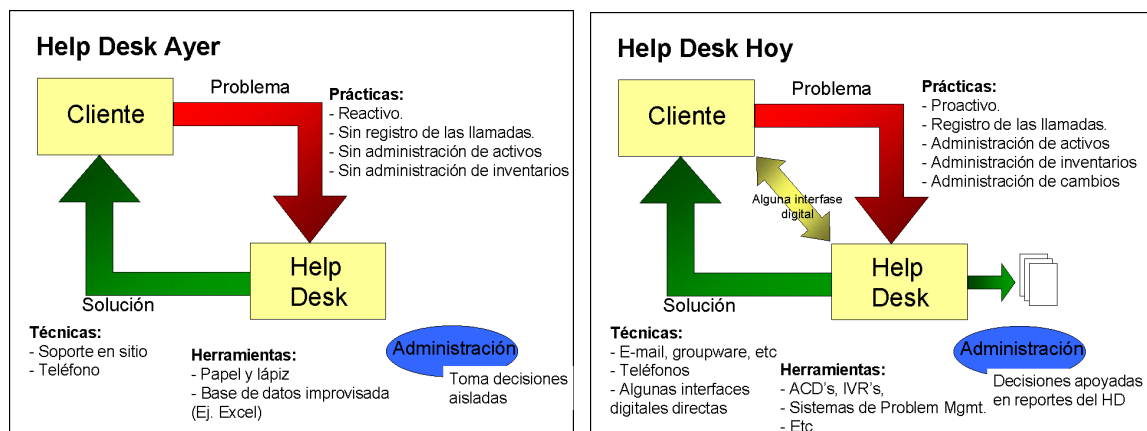 Help Desk Ayer
Problema
Cliente
Prácticas:
- Reactivo.
- Sin registro de las llamadas.
- Sin administración de activos
- Sin administración de inventarios
Help
Desk
Solución
Técnicas:
- Soporte en sitio
- Teléfono
Herramientas:
- Papel y lápiz
- Base de datos improvisada
(Ej. Excel)
Administración
Toma decisiones
aisladas
Help Desk Hoy
Problema
Cliente
Prácticas:
- Proactivo.
- Registro de las llamadas.
- Administración de activos
- Administración de inventarios
- Administración de cambios
Alguna interfase
digital
Help
Desk
Solución
Técnicas:
- E-mail, groupware, etc
- Teléfonos
- Algunas interfaces
digitales directas
Herramientas:
- ACD's, IVR's,
- Sistemas de Problem Mgmt.
- Etc
Administración
Decisiones apoyadas
en reportes del HD